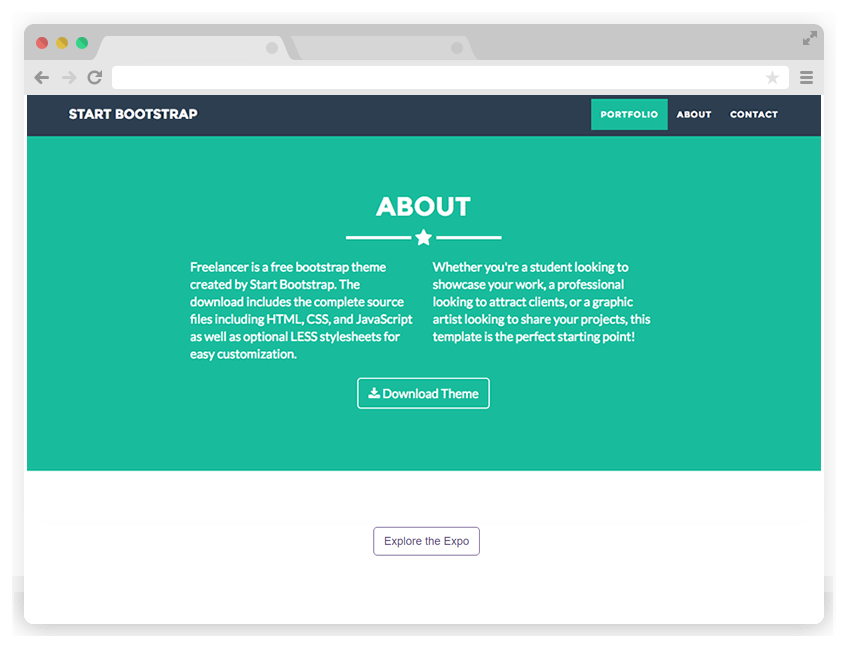 START BOOTSTRAP
PORTFOLIO ABOUT CONTACT
ABOUT
Freelancer is a free bootstrap theme
created by Start Bootstrap. The
download includes the complete source
files including HTML, CSS, and JavaScript
as well as optional LESS stylesheets for
easy customization.
Whether you're a student looking to
showcase your work, a professional
looking to attract clients, or a graphic
artist looking to share your projects, this
template is the perfect starting point!
Download Theme
Explore the Expo